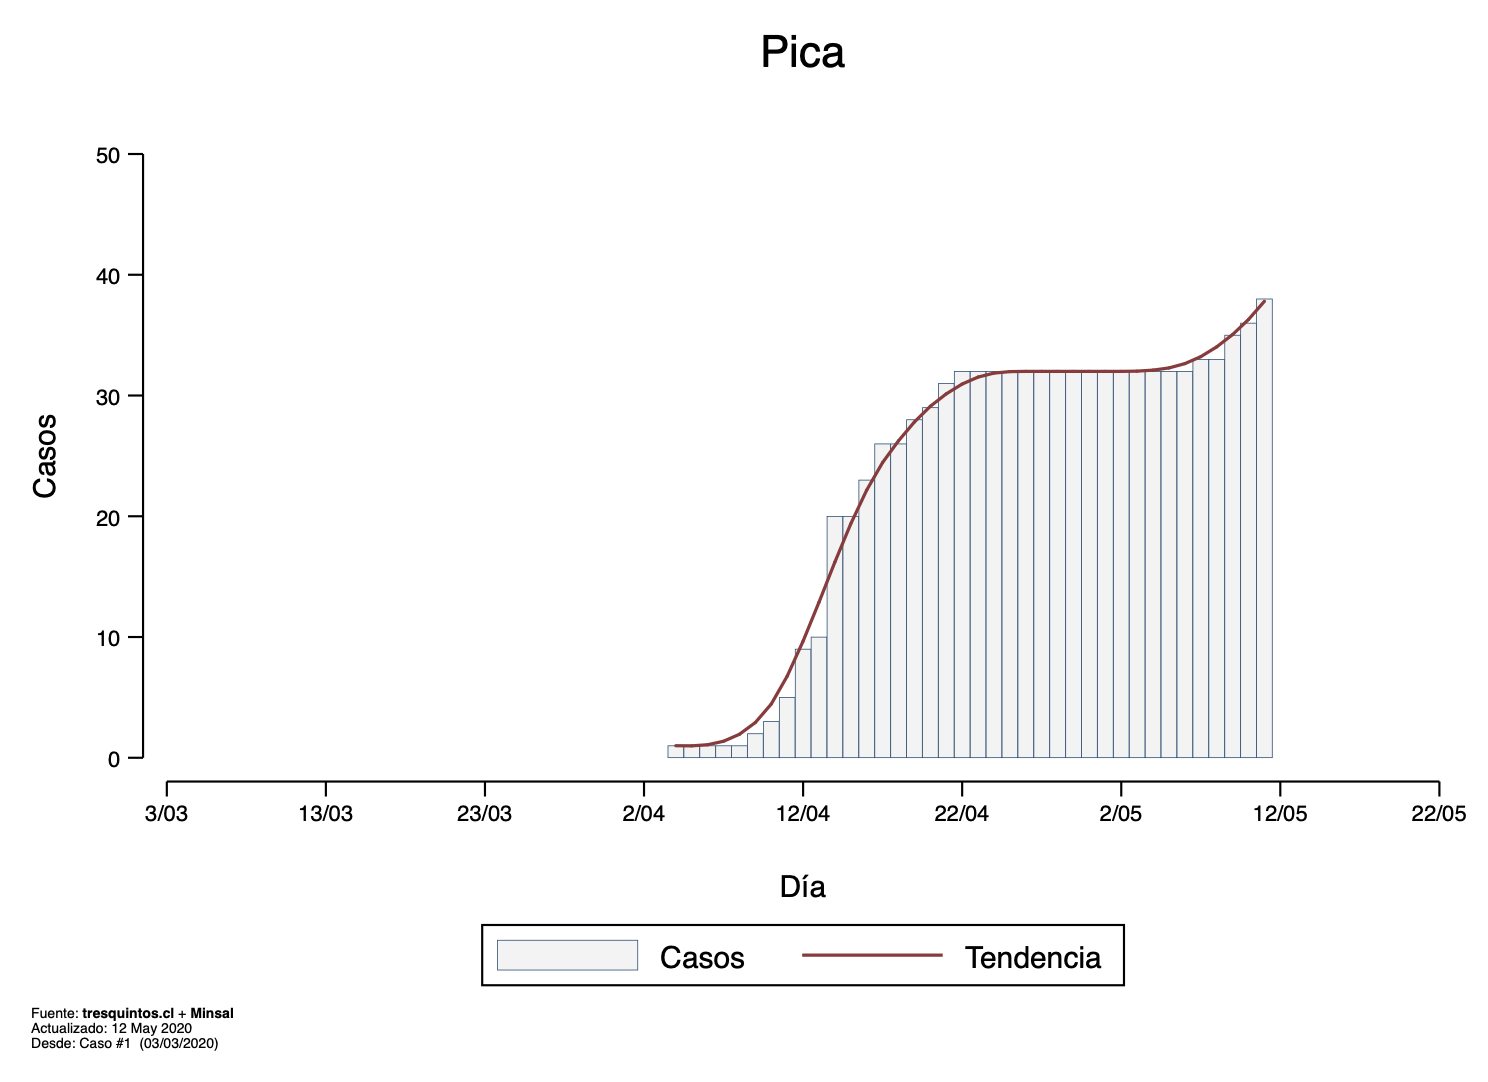 Pica
50
40
30
20
10
0
Casos
3/03 13/03 23/03 2/04 12/04 22/04 2/05 12/05 22/05
Día
Casos Tendencia
Fuente: tresquintos.cl + Minsal
Actualizado: 12 May 2020
Desde: Caso #1 (03/03/2020)